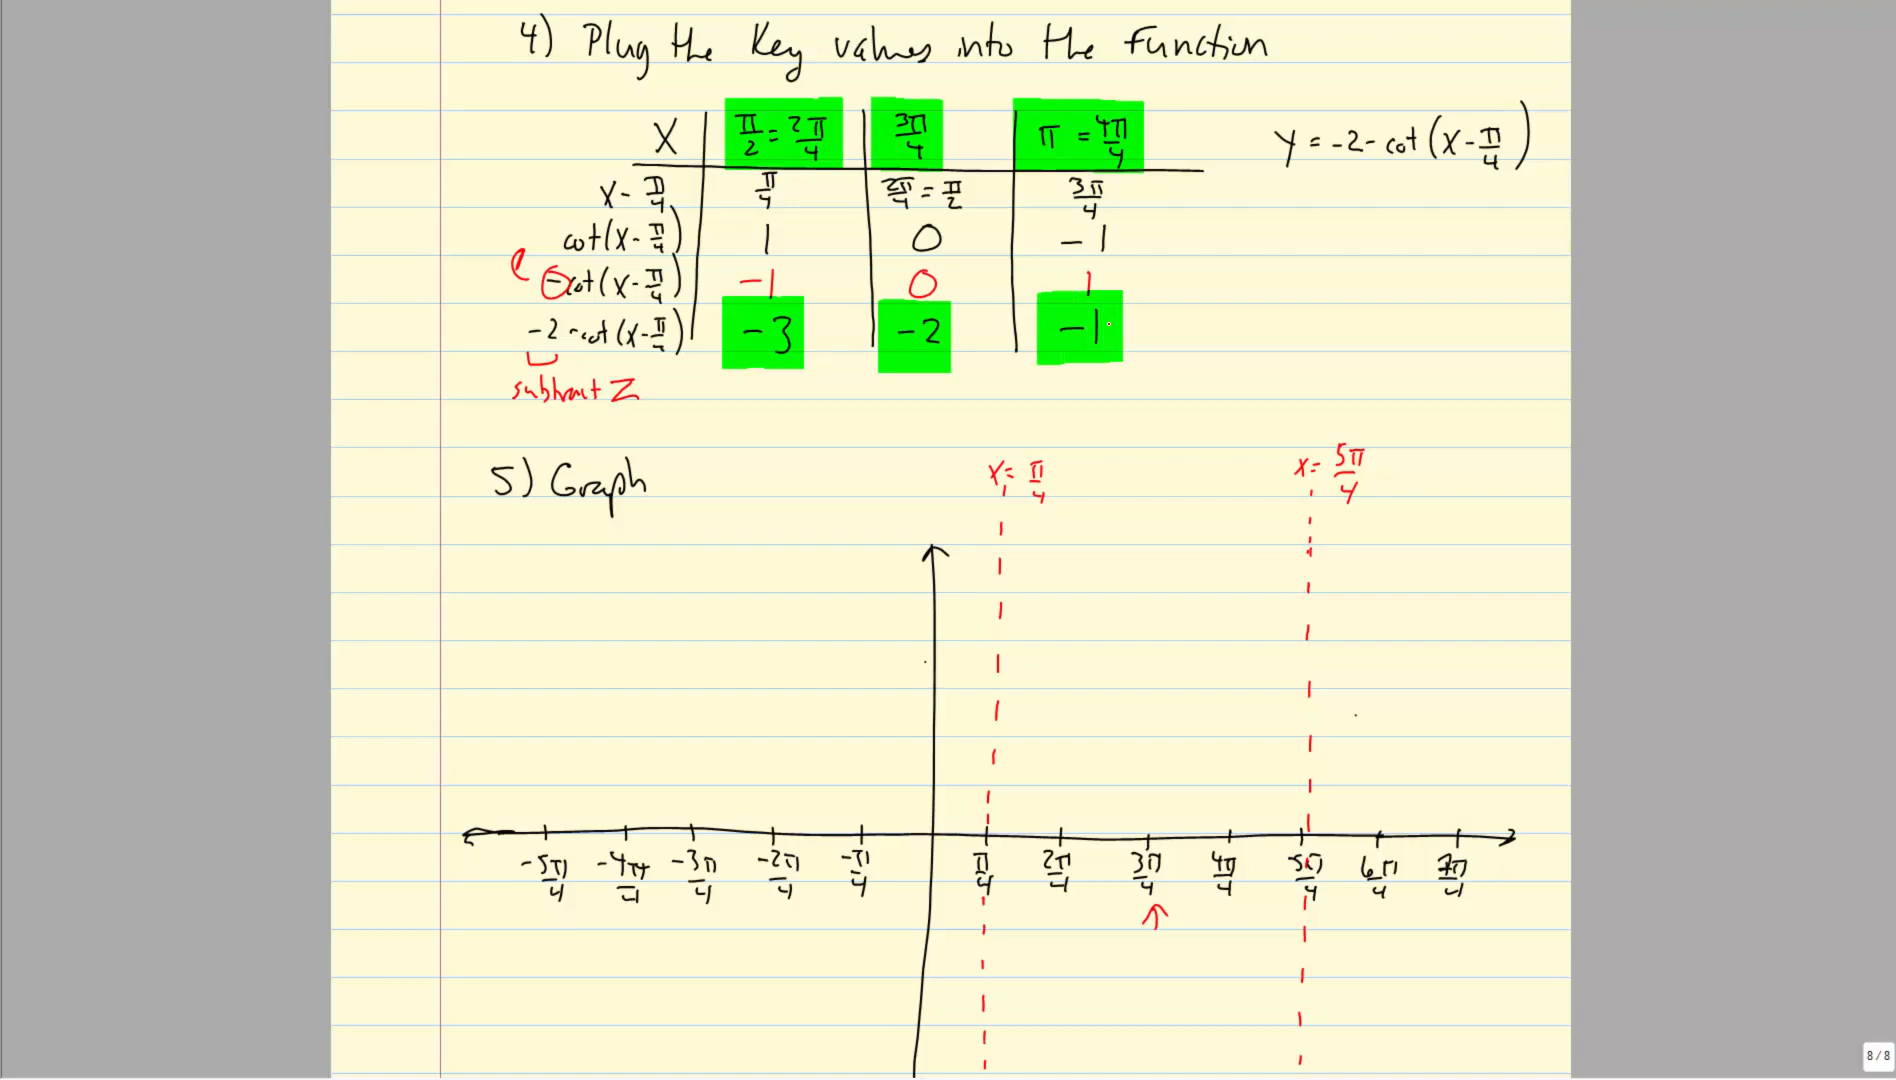 4) Plug the Key values into the function
X π/2 = 2π/4 3π/4 π = 4π/4 y = -2 - cot(x - π/4)
x - π/4 π/4 2π/4 = π/2 3π/4
cot(x - π/4) 1 0 -1
-cot(x - π/4) -1 0 1
-2 - cot(x - π/4) -3 -2 -1
subtract 2
5) Graph x = π/4 x = 5π/4
-5π/4 -4π/4 -3π/4 -2π/4 -π/4 π/4 2π/4 3π/4 4π/4 5π/4 6π/4 7π/4
8/8